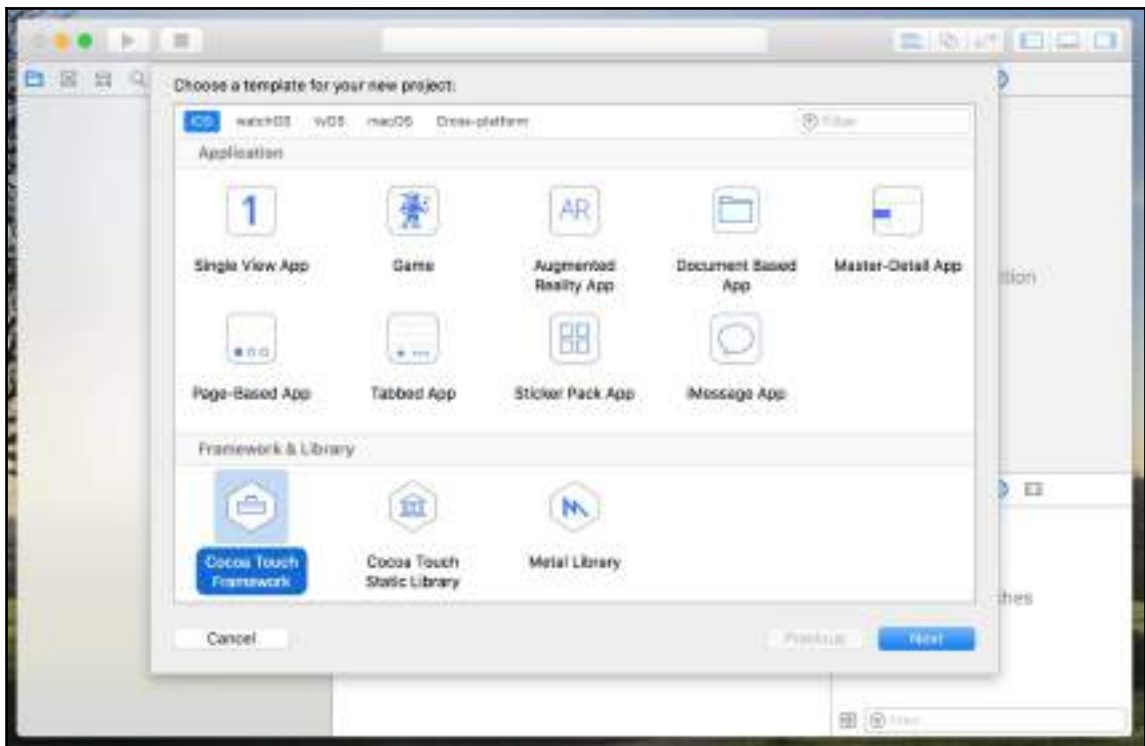 Choose a template for your new project:
iOS watchOS tvOS macOS Cross-platform Filter
Application
1
AR
Single View App Game Augmented Reality App Document Based App Master-Detail App
Page-Based App Tabbed App Sticker Pack App iMessage App
Framework & Library
Cocoa Touch Framework Cocoa Touch Static Library Metal Library
Cancel Previous Next
Filter